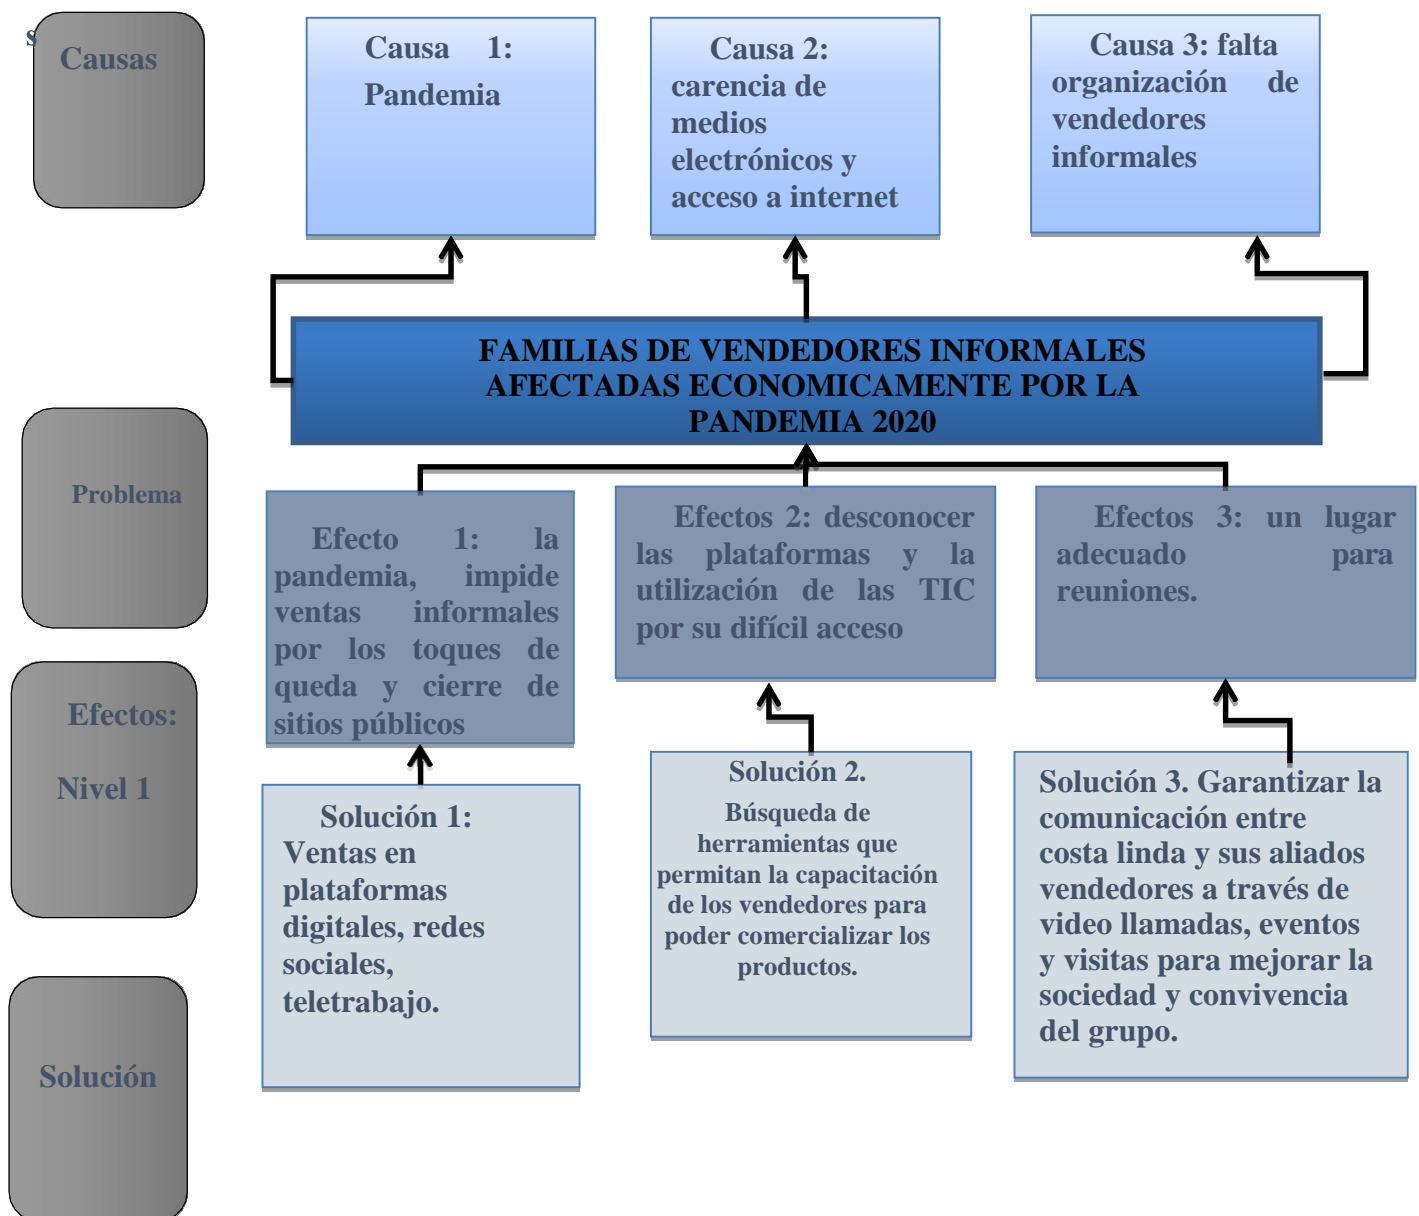 s
Causas
Causa 1:
Pandemia
Causa 2:
carencia de
medios
electrónicos y
acceso a internet
Causa 3: falta
organización de
vendedores
informales
FAMILIAS DE VENDEDORES INFORMALES
AFECTADAS ECONOMICAMENTE POR LA
PANDEMIA 2020
Problema
Efecto 1: la
pandemia, impide
ventas informales
por los toques de
queda y cierre de
sitios públicos
Efectos 2: desconocer
las plataformas y la
utilización de las TIC
por su difícil acceso
Efectos 3: un lugar
adecuado para
reuniones.
Efectos:
Nivel 1
Solución 1:
Ventas en
plataformas
digitales, redes
sociales,
teletrabajo.
Solución 2.
Búsqueda de
herramientas que
permitan la capacitación
de los vendedores para
poder comercializar los
productos.
Solución 3. Garantizar la
comunicación entre
costa linda y sus aliados
vendedores a través de
video llamadas, eventos
y visitas para mejorar la
sociedad y convivencia
del grupo.
Solución